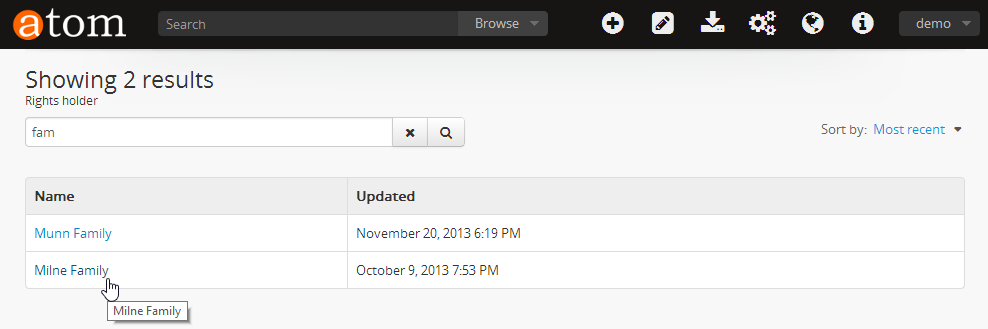 atom Search Browse demo
Showing 2 results
Rights holder
fam Sort by: Most recent
Name Updated
Munn Family November 20, 2013 6:19 PM
Milne Family October 9, 2013 7:53 PM
Milne Family